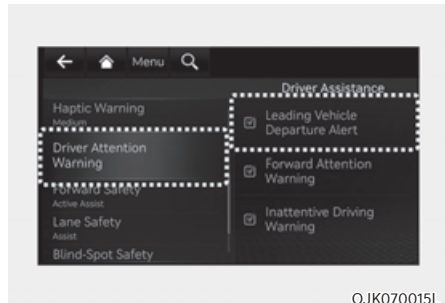 Menu
Driver Assistance
Haptic Warning
Medium
Driver Attention
Warning
Forward Safety
Active Assist
Lane Safety
Assist
Blind-Spot Safety
Leading Vehicle
Departure Alert
Forward Attention
Warning
Inattentive Driving
Warning
OJK070015L